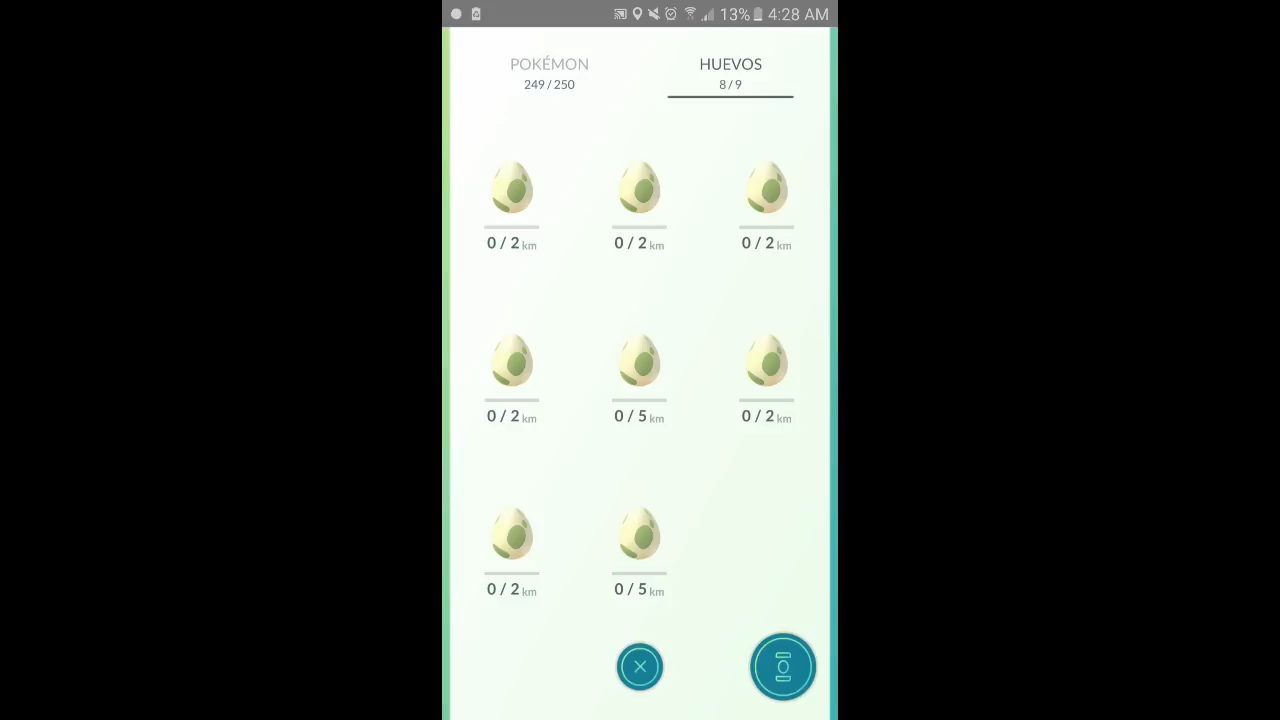 13% 4:28 AM
POKÉMON HUEVOS
249 / 250 8 / 9
0 / 2 km 0 / 2 km 0 / 2 km
0 / 2 km 0 / 5 km 0 / 2 km
0 / 2 km 0 / 5 km